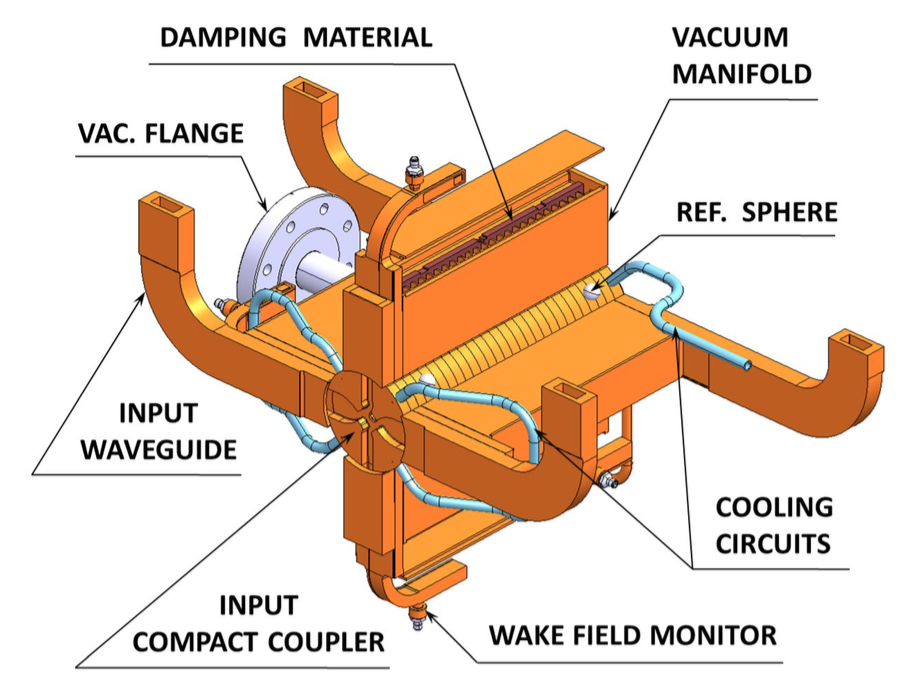 DAMPING MATERIAL
VACUUM
MANIFOLD
VAC. FLANGE
REF. SPHERE
INPUT
WAVEGUIDE
COOLING
CIRCUITS
INPUT
COMPACT COUPLER
WAKE FIELD MONITOR